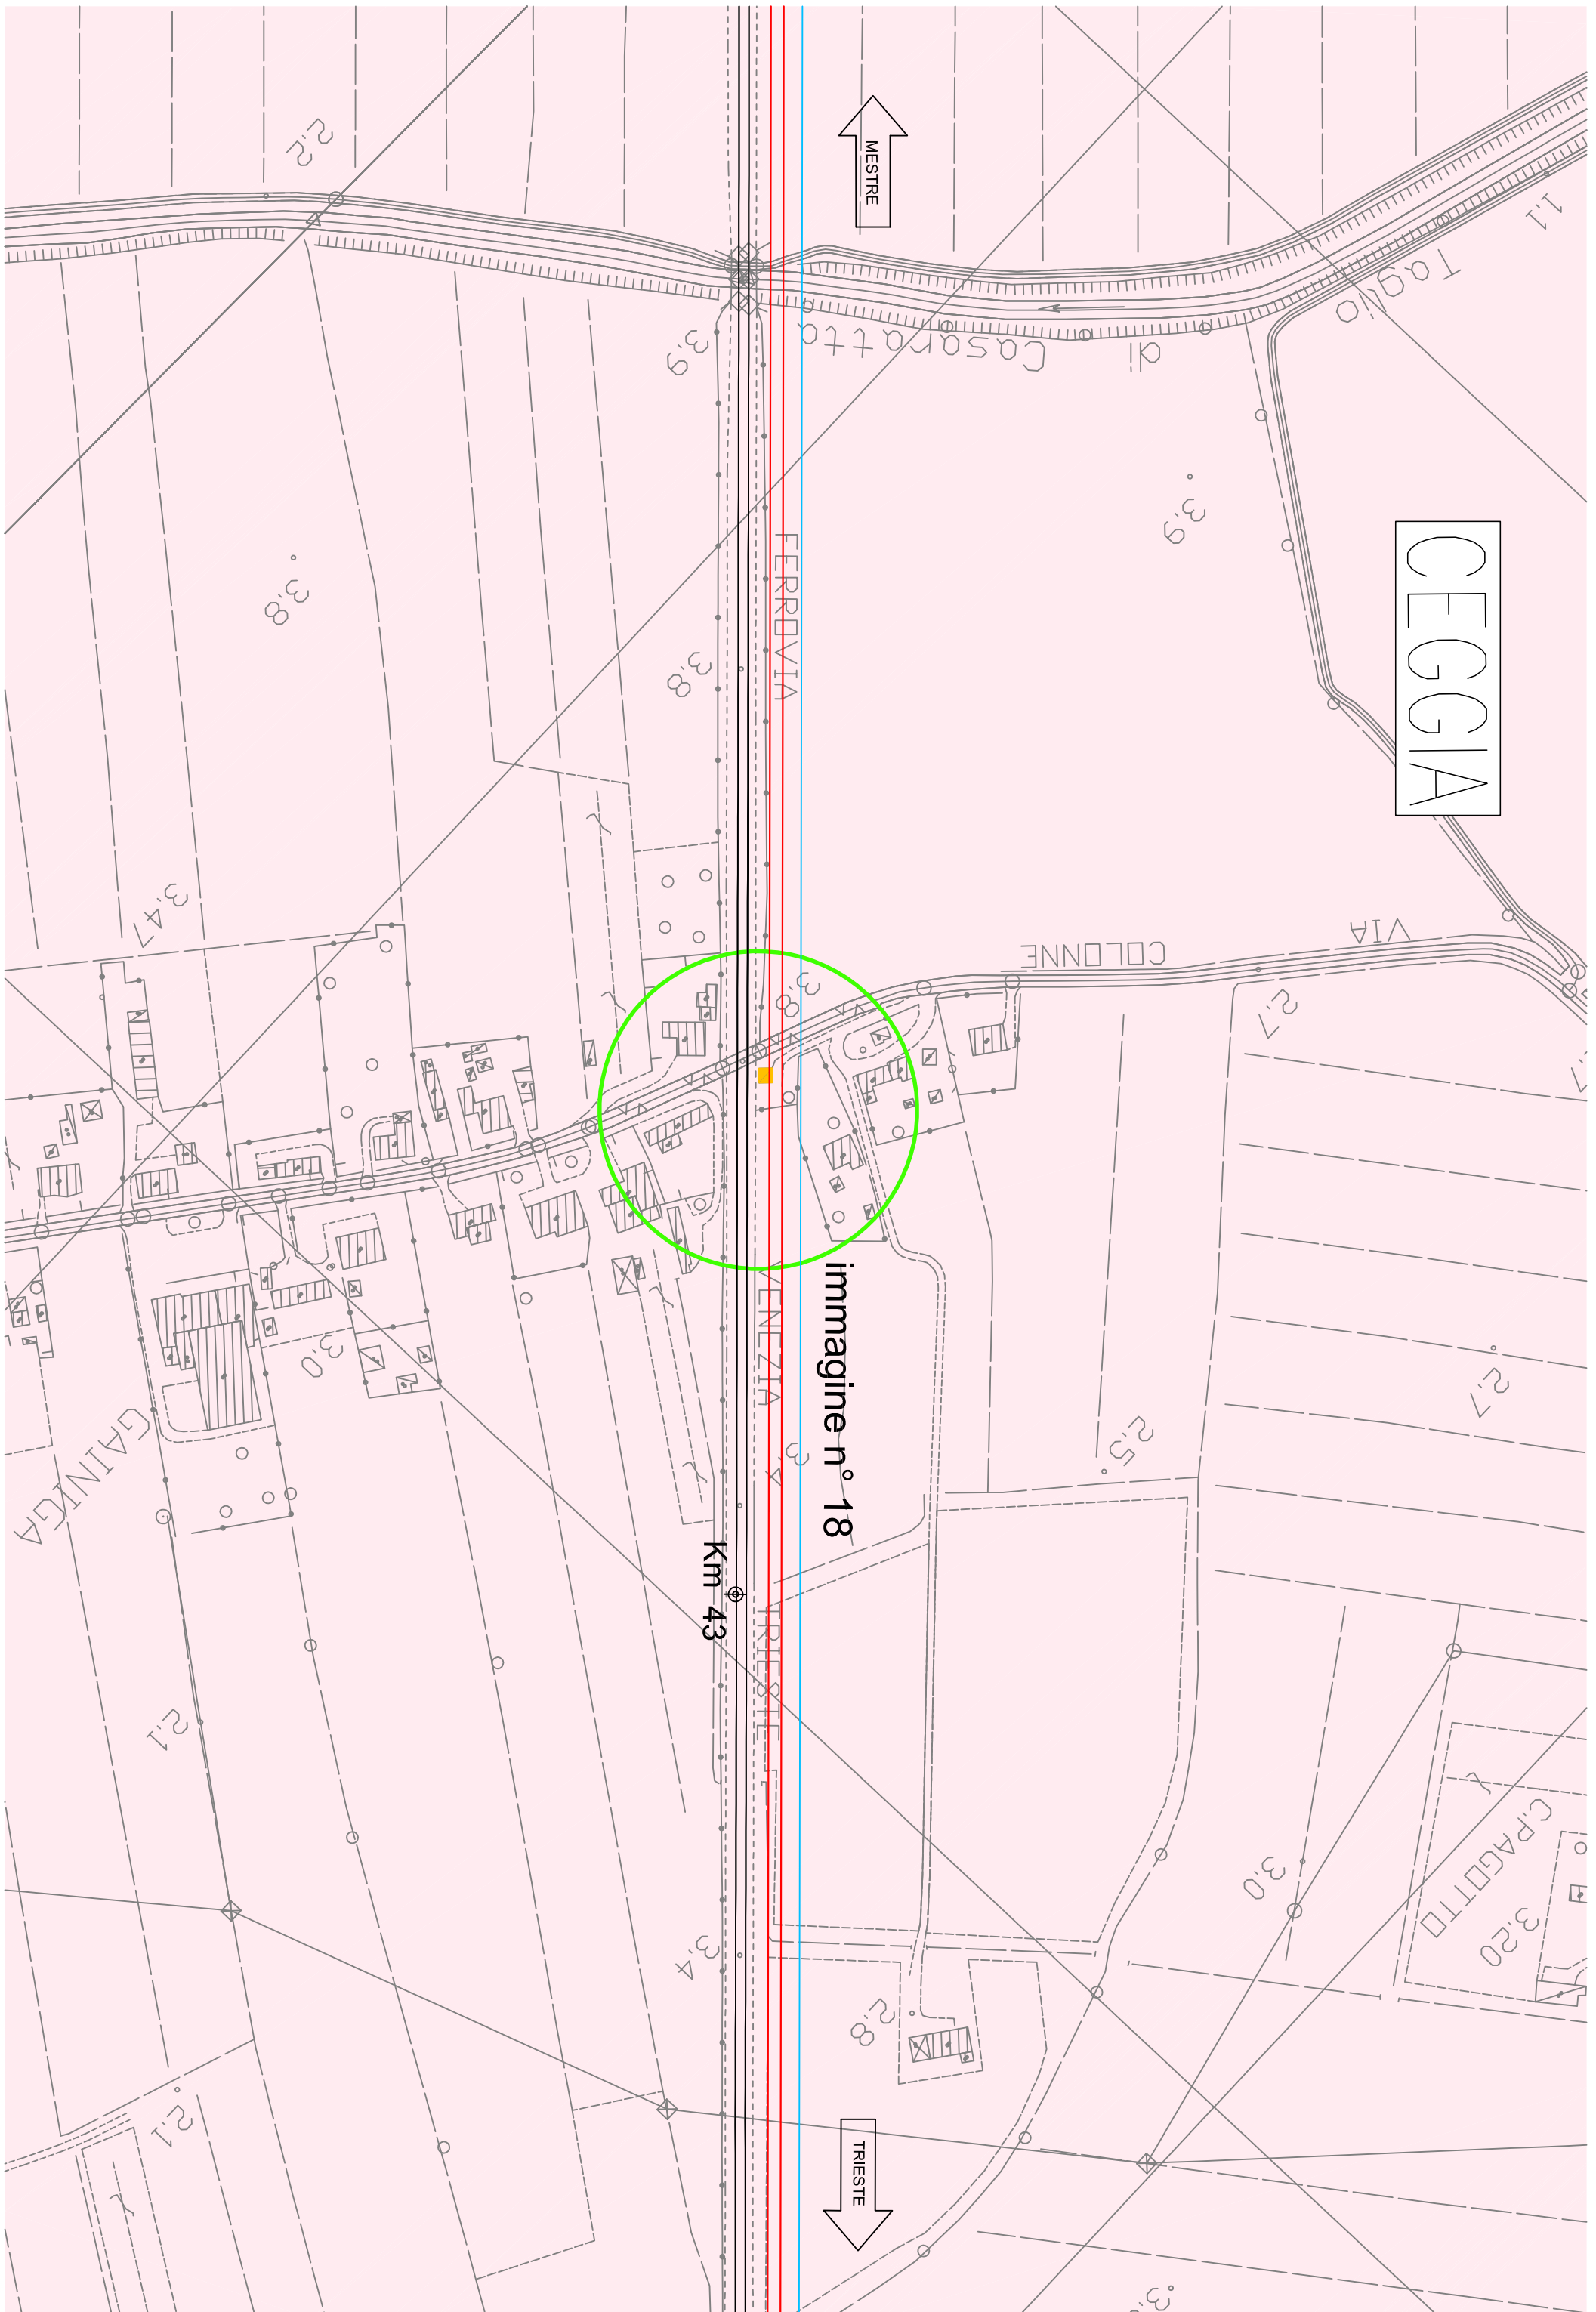 MESTRE
2.2
1.1
Taglio
di
Casaratta
3.9
3.9
CEGGIA
3.8
FERROVIA
3.8
3.47
VIA
COLONNE
3.8
2.7
immagine n° 18
VENEZIA
3.0
2.7
2.5
3.4
GAINIGA
Km 43
TRIESTE
2.1
C.PAGOTTO
3.0
3.20
3.4
2.8
2.1
TRIESTE